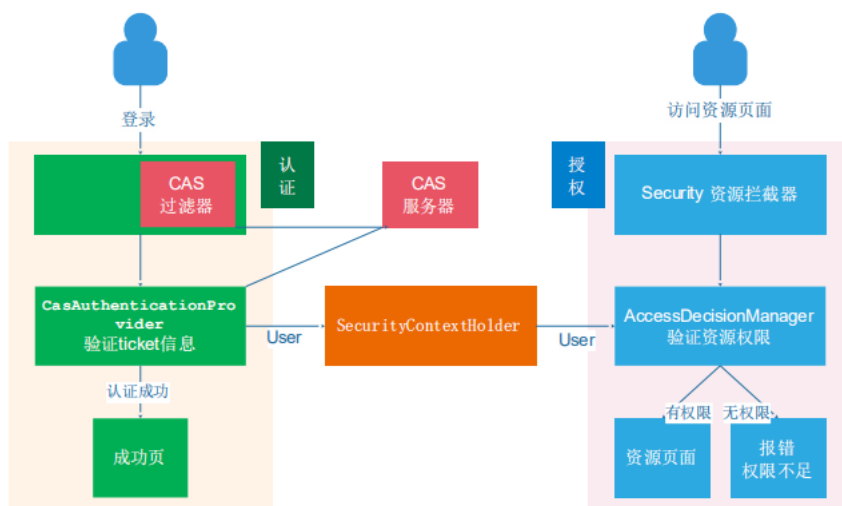 登录
访问资源页面
CAS
过滤器
认
证
CAS
服务器
授
权
Security 资源拦截器
CasAuthenticationPro
vider
验证ticket信息
User
SecurityContextHolder
User
AccessDecisionManager
验证资源权限
认证成功
有权限
无权限
成功页
资源页面
报错
权限不足